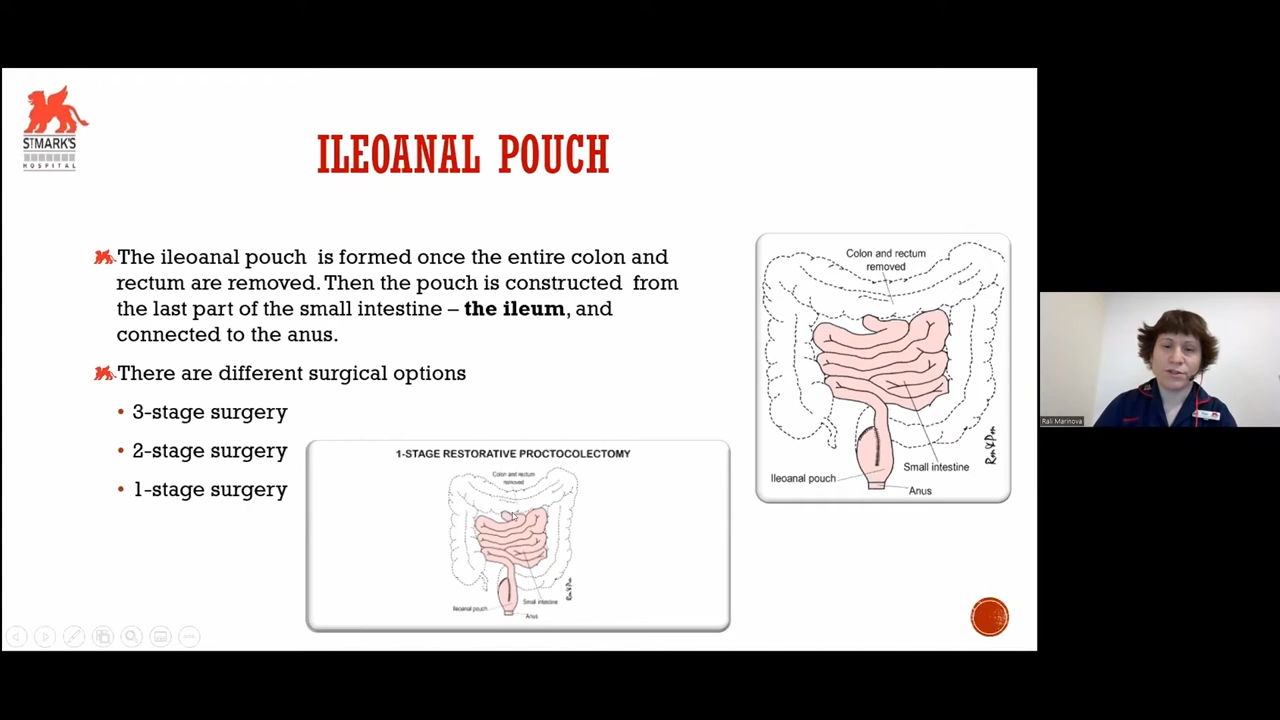 ST MARK'S
HOSPITAL
ILEOANAL POUCH
The ileoanal pouch is formed once the entire colon and
rectum are removed. Then the pouch is constructed from
the last part of the small intestine – the ileum, and
connected to the anus.
There are different surgical options
• 3-stage surgery
• 2-stage surgery
• 1-stage surgery
1-STAGE RESTORATIVE PROCTOCOLECTOMY
Colon and rectum
removed
Small intestine
Ileoanal pouch
Anus
Colon and rectum
removed
Small intestine
Ileoanal pouch
Anus
Rali Marinova